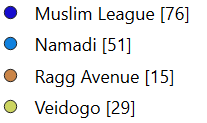 Muslim League [76]
Namadi [51]
Ragg Avenue [15]
Veidogo [29]